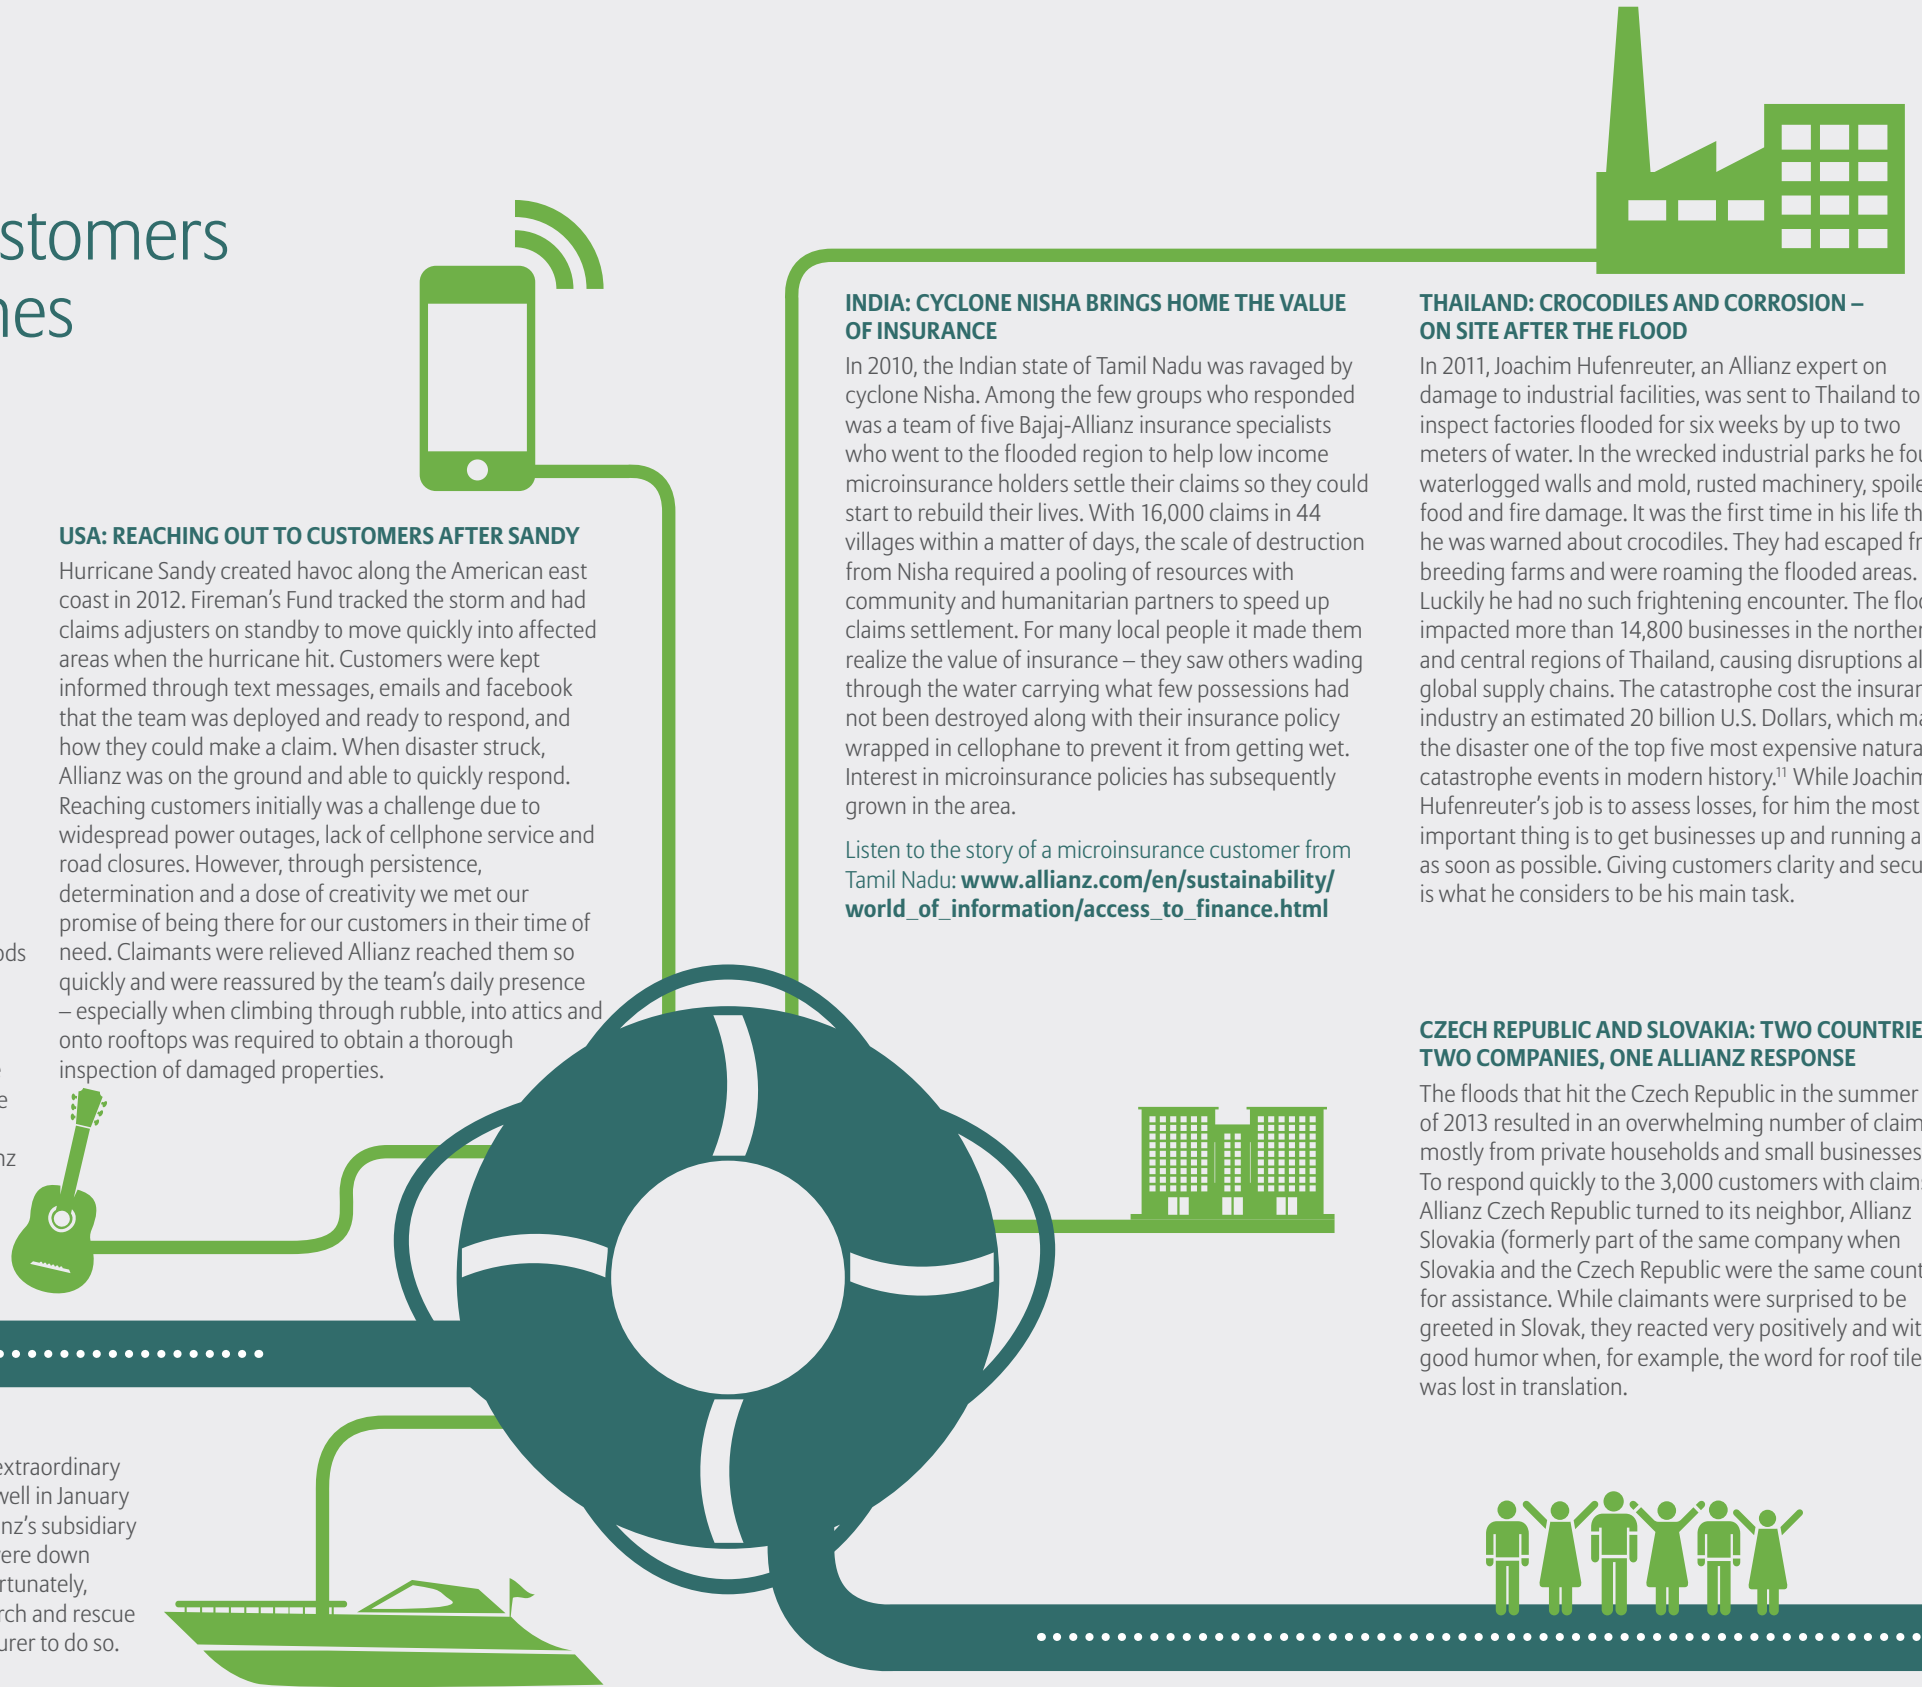 stomers
nes
USA: REACHING OUT TO CUSTOMERS AFTER SANDY
Hurricane Sandy created havoc along the American east
coast in 2012. Fireman's Fund tracked the storm and had
claims adjusters on standby to move quickly into affected
areas when the hurricane hit. Customers were kept
informed through text messages, emails and facebook
that the team was deployed and ready to respond, and
how they could make a claim. When disaster struck,
Allianz was on the ground and able to quickly respond.
Reaching customers initially was a challenge due to
widespread power outages, lack of cellphone service and
road closures. However, through persistence,
determination and a dose of creativity we met our
promise of being there for our customers in their time of
need. Claimants were relieved Allianz reached them so
quickly and were reassured by the team's daily presence
– especially when climbing through rubble, into attics and
onto rooftops was required to obtain a thorough
inspection of damaged properties.
ods
e
nz
extraordinary
well in January
nz's subsidiary
were down
rtunately,
rch and rescue
urer to do so.
INDIA: CYCLONE NISHA BRINGS HOME THE VALUE
OF INSURANCE
In 2010, the Indian state of Tamil Nadu was ravaged by
cyclone Nisha. Among the few groups who responded
was a team of five Bajaj-Allianz insurance specialists
who went to the flooded region to help low income
microinsurance holders settle their claims so they could
start to rebuild their lives. With 16,000 claims in 44
villages within a matter of days, the scale of destruction
from Nisha required a pooling of resources with
community and humanitarian partners to speed up
claims settlement. For many local people it made them
realize the value of insurance – they saw others wading
through the water carrying what few possessions had
not been destroyed along with their insurance policy
wrapped in cellophane to prevent it from getting wet.
Interest in microinsurance policies has subsequently
grown in the area.
Listen to the story of a microinsurance customer from
Tamil Nadu: www.allianz.com/en/sustainability/
world_of_information/access_to_finance.html
THAILAND: CROCODILES AND CORROSION –
ON SITE AFTER THE FLOOD
In 2011, Joachim Hufenreuter, an Allianz expert on
damage to industrial facilities, was sent to Thailand to
inspect factories flooded for six weeks by up to two
meters of water. In the wrecked industrial parks he fou
waterlogged walls and mold, rusted machinery, spoile
food and fire damage. It was the first time in his life th
he was warned about crocodiles. They had escaped fr
breeding farms and were roaming the flooded areas.
Luckily he had no such frightening encounter. The floo
impacted more than 14,800 businesses in the norther
and central regions of Thailand, causing disruptions al
global supply chains. The catastrophe cost the insuran
industry an estimated 20 billion U.S. Dollars, which ma
the disaster one of the top five most expensive natura
catastrophe events in modern history.¹¹ While Joachim
Hufenreuter's job is to assess losses, for him the most
important thing is to get businesses up and running a
as soon as possible. Giving customers clarity and secu
is what he considers to be his main task.
CZECH REPUBLIC AND SLOVAKIA: TWO COUNTRIE
TWO COMPANIES, ONE ALLIANZ RESPONSE
The floods that hit the Czech Republic in the summer
of 2013 resulted in an overwhelming number of claim
mostly from private households and small businesses
To respond quickly to the 3,000 customers with claims
Allianz Czech Republic turned to its neighbor, Allianz
Slovakia (formerly part of the same company when
Slovakia and the Czech Republic were the same count
for assistance. While claimants were surprised to be
greeted in Slovak, they reacted very positively and wit
good humor when, for example, the word for roof tile
was lost in translation.